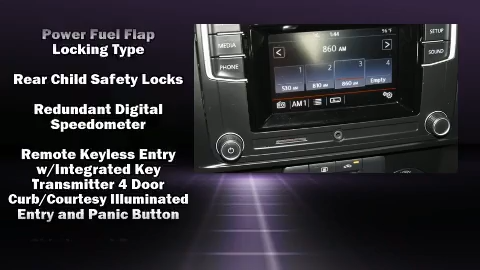 Power Fuel Flap
Locking Type
Rear Child Safety Locks
Redundant Digital
Speedometer
Remote Keyless Entry
w/Integrated Key
Transmitter 4 Door
Curb/Courtesy Illuminated
Entry and Panic Button
1:44
MEDIA
PHONE
SETUP
SOUND
860 AM
1 2 3 4
530 AM 810 AM 860 AM Empty
AM 1